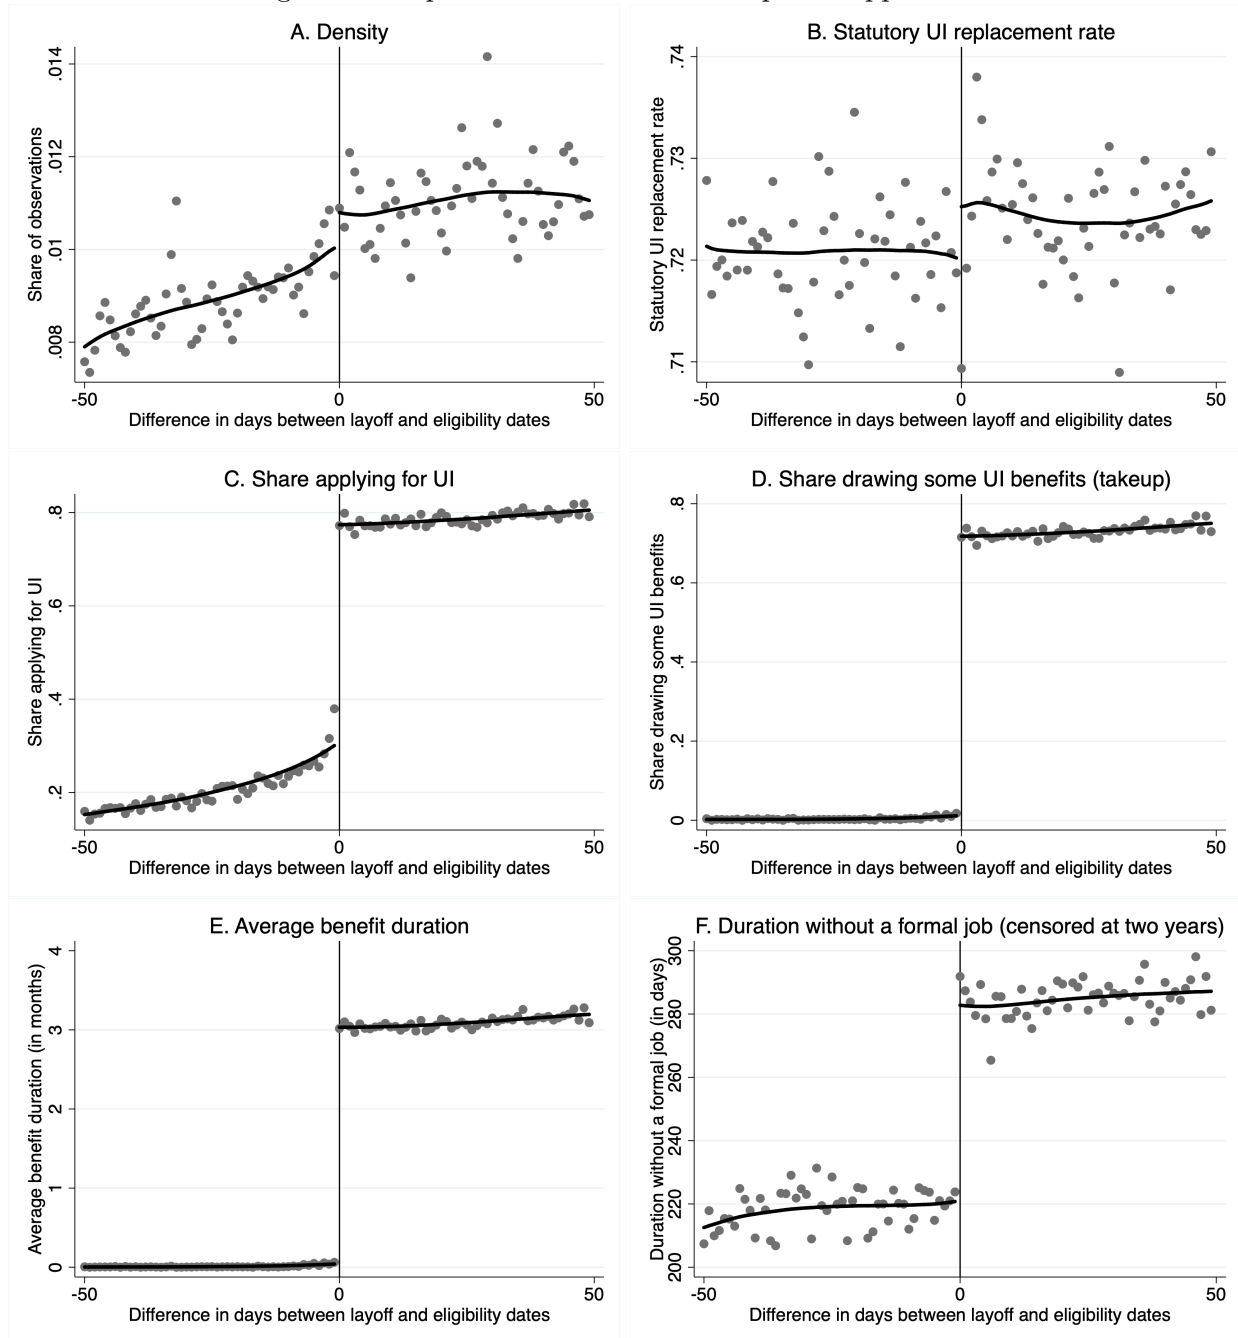 A. Density
Share of observations
.014
.012
.01
.008
-50
0
50
Difference in days between layoff and eligibility dates
B. Statutory UI replacement rate
Statutory UI replacement rate
.74
.73
.72
.71
-50
0
50
Difference in days between layoff and eligibility dates
C. Share applying for UI
Share applying for UI
.8
.6
.4
.2
-50
0
50
Difference in days between layoff and eligibility dates
D. Share drawing some UI benefits (takeup)
Share drawing some UI benefits
.8
.6
.4
.2
0
-50
0
50
Difference in days between layoff and eligibility dates
E. Average benefit duration
Average benefit duration (in months)
4
3
2
1
0
-50
0
50
Difference in days between layoff and eligibility dates
F. Duration without a formal job (censored at two years)
Duration without a formal job (in days)
300
280
260
240
220
200
-50
0
50
Difference in days between layoff and eligibility dates